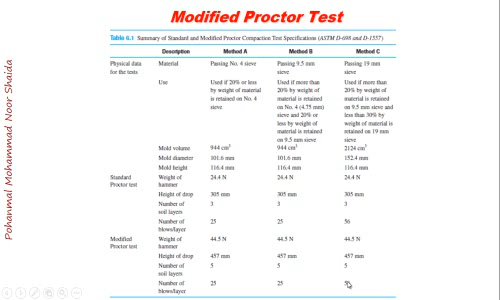 Modified Proctor Test
Pohanmal Mohammad Noor Shaida
Table 6.1 Summary of Standard and Modified Proctor Compaction Test Specifications (ASTM D-698 and D-1557)
Description Method A Method B Method C
Physical data Material Passing No. 4 sieve Passing 9.5 mm Passing 19 mm
for the tests sieve sieve
Use Used if 20% or less Used if more than Used if more than
by weight of material 20% by weight of 20% by weight of
is retained on No. 4 material is retained material is retained
sieve on No. 4 (4.75 mm) on 9.5 mm sieve and
sieve and 20% or less than 30% by
less by weight of weight of material is
material is retained retained on 19 mm
on 9.5 mm sieve sieve
Mold volume 944 cm³ 944 cm³ 2124 cm³
Mold diameter 101.6 mm 101.6 mm 152.4 mm
Mold height 116.4 mm 116.4 mm 116.4 mm
Standard Weight of 24.4 N 24.4 N 24.4 N
Proctor test hammer
Height of drop 305 mm 305 mm 305 mm
Number of 3 3 3
soil layers
Number of 25 25 56
blows/layer
Modified Weight of 44.5 N 44.5 N 44.5 N
Proctor test hammer
Height of drop 457 mm 457 mm 457 mm
Number of 5 5 5
soil layers
Number of 25 25
blows/layer